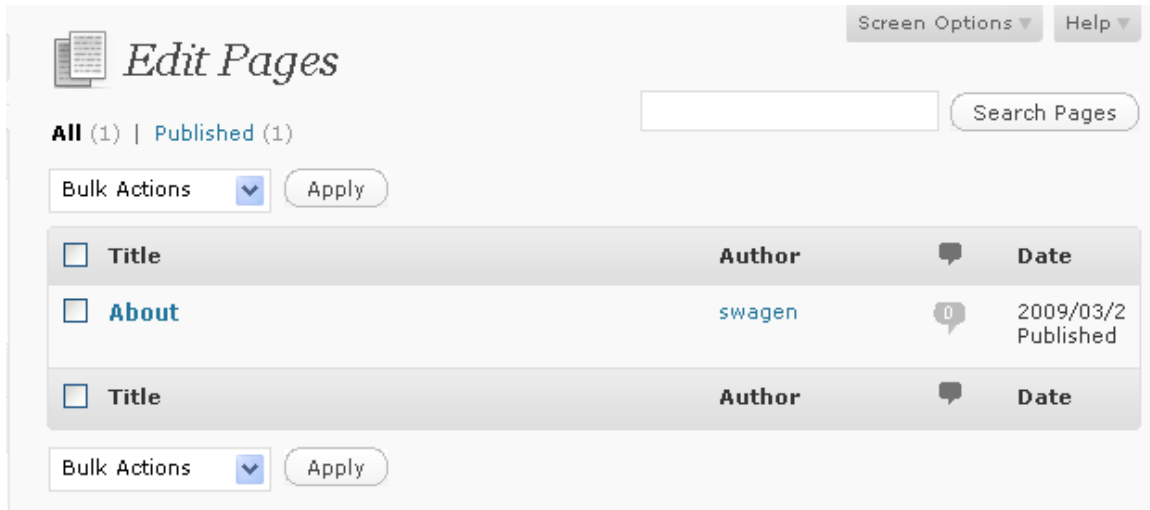 Screen Options Help
Edit Pages
Search Pages
All (1) | Published (1)
Bulk Actions Apply
Title Author Date
About swagen 0 2009/03/2
Published
Title Author Date
Bulk Actions Apply